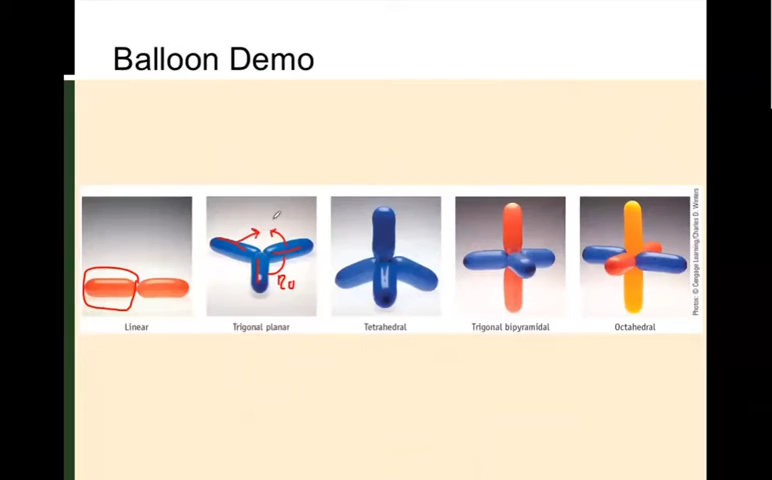 Balloon Demo
Linear
Trigonal planar
Tetrahedral
Trigonal bipyramidal
Octahedral
Photos: © Cengage Learning/Charles D. Winters